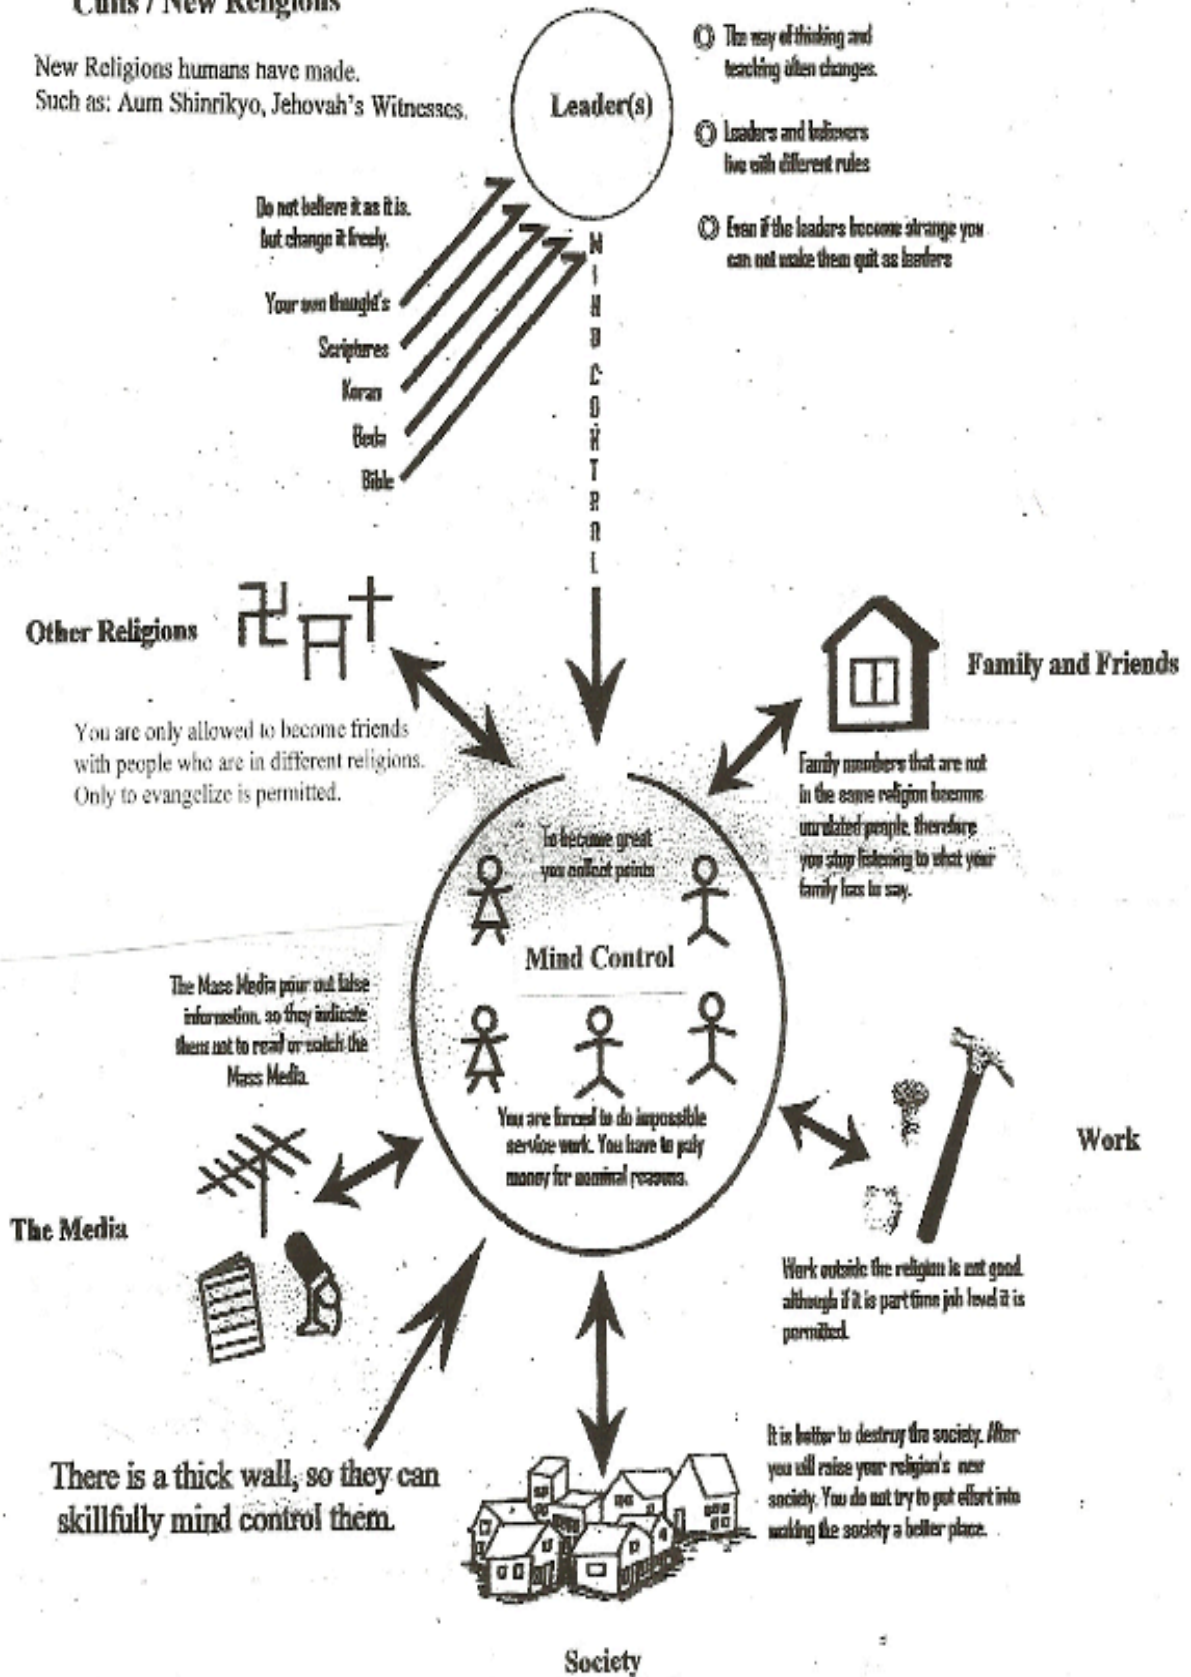 Cults / New Religions
New Religions humans have made.
Such as: Aum Shinrikyo, Jehovah's Witnesses.
Leader(s)
The way of thinking and
teaching often changes.
Leaders and believers
live with different rules
Even if the leaders become strange you
can not make them quit as leaders
Do not believe it as it is.
but change it freely.
Your own thought's
Scriptures
Koran
Beda
Bible
MIND CONTROL
Other Religions
You are only allowed to become friends
with people who are in different religions.
Only to evangelize is permitted.
Family and Friends
Family members that are not
in the same religion become
unrelated people, therefore
you stop listening to what your
family has to say.
To become great
you collect points
Mind Control
You are forced to do impossible
service work. You have to paly
money for nominal reasons.
The Mass Media pour out false
information, so they indicate
them not to read or watch the
Mass Media.
The Media
Work
Work outside the religion is not good
although if it is part time job level it is
permitted.
There is a thick wall, so they can
skillfully mind control them.
It is better to destroy the society. After
you will raise your religion's new
society. You do not try to put effort into
making the society a better place.
Society